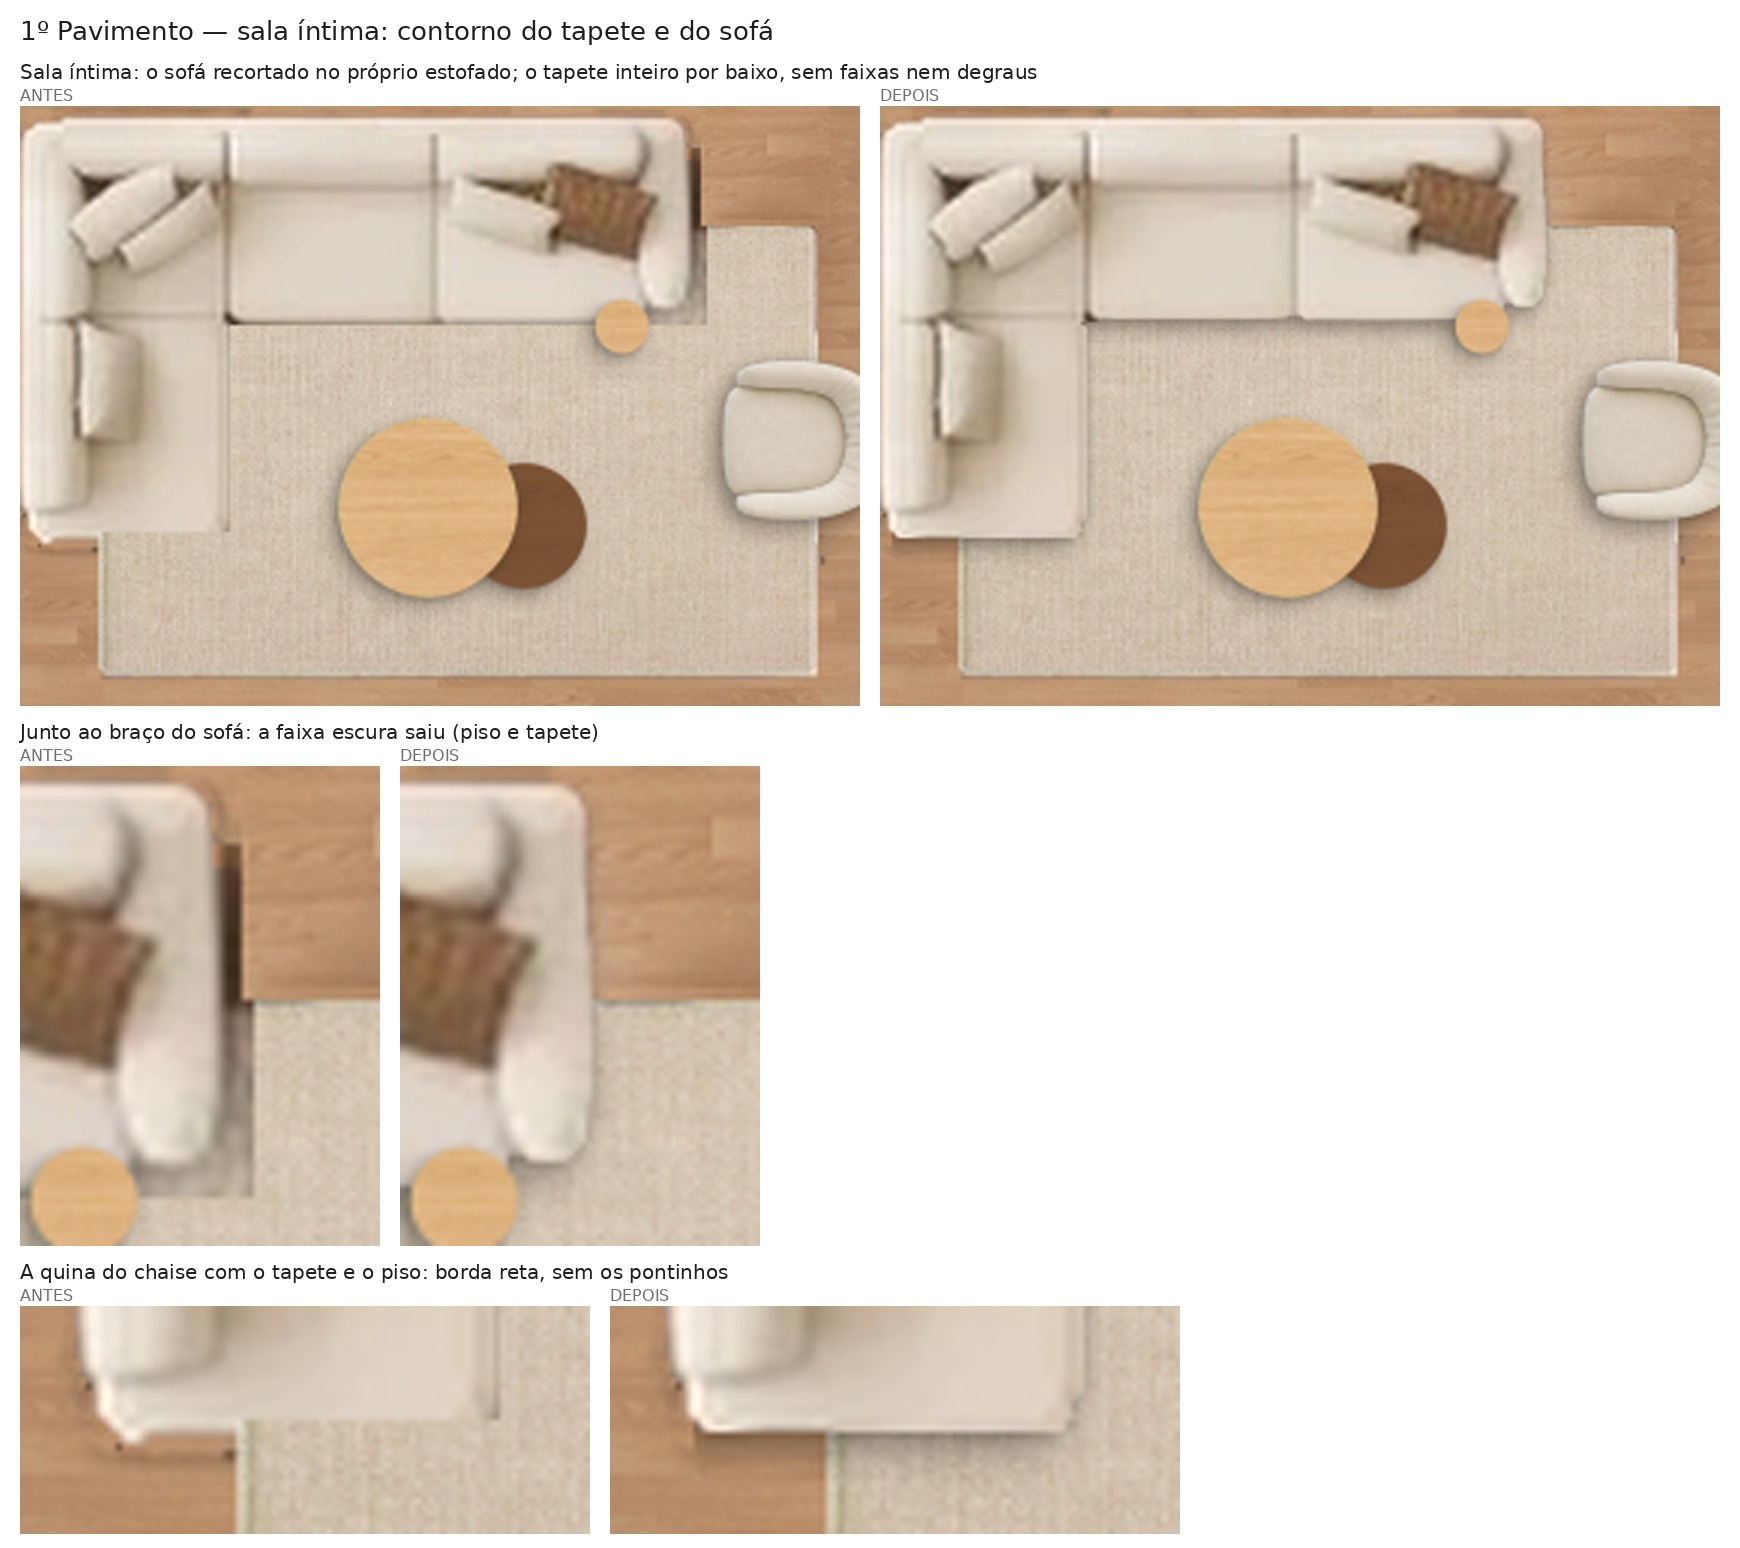 1º Pavimento — sala íntima: contorno do tapete e do sofá
Sala íntima: o sofá recortado no próprio estofado; o tapete inteiro por baixo, sem faixas nem degraus
ANTES
DEPOIS
Junto ao braço do sofá: a faixa escura saiu (piso e tapete)
ANTES
DEPOIS
A quina do chaise com o tapete e o piso: borda reta, sem os pontinhos
ANTES
DEPOIS